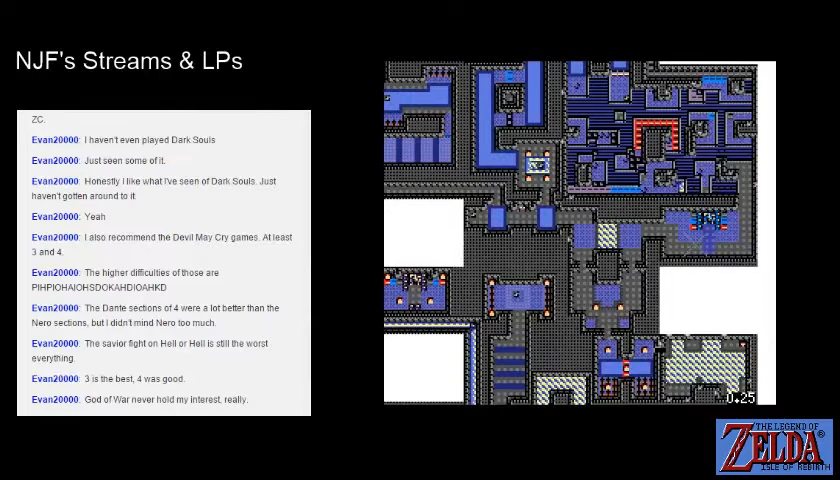 NJF's Streams & LPs
ZC.
Evan20000: I haven't even played Dark Souls
Evan20000: Just seen some of it.
Evan20000: Honestly I like what I've seen of Dark Souls. Just
haven't gotten around to it.
Evan20000: Yeah
Evan20000: I also recommend the Devil May Cry games. At least
3 and 4.
Evan20000: The higher difficulties of those are
PIHPIOHAIOHSDOKAHDIOAHKD
Evan20000: The Dante sections of 4 were a lot better than the
Nero sections, but I didn't mind Nero too much.
Evan20000: The savior fight on Hell or Hell is still the worst
everything.
Evan20000: 3 is the best, 4 was good.
Evan20000: God of War never hold my interest, really.
0.25
THE LEGEND OF
ZELDA®
ISLE OF REBIRTH